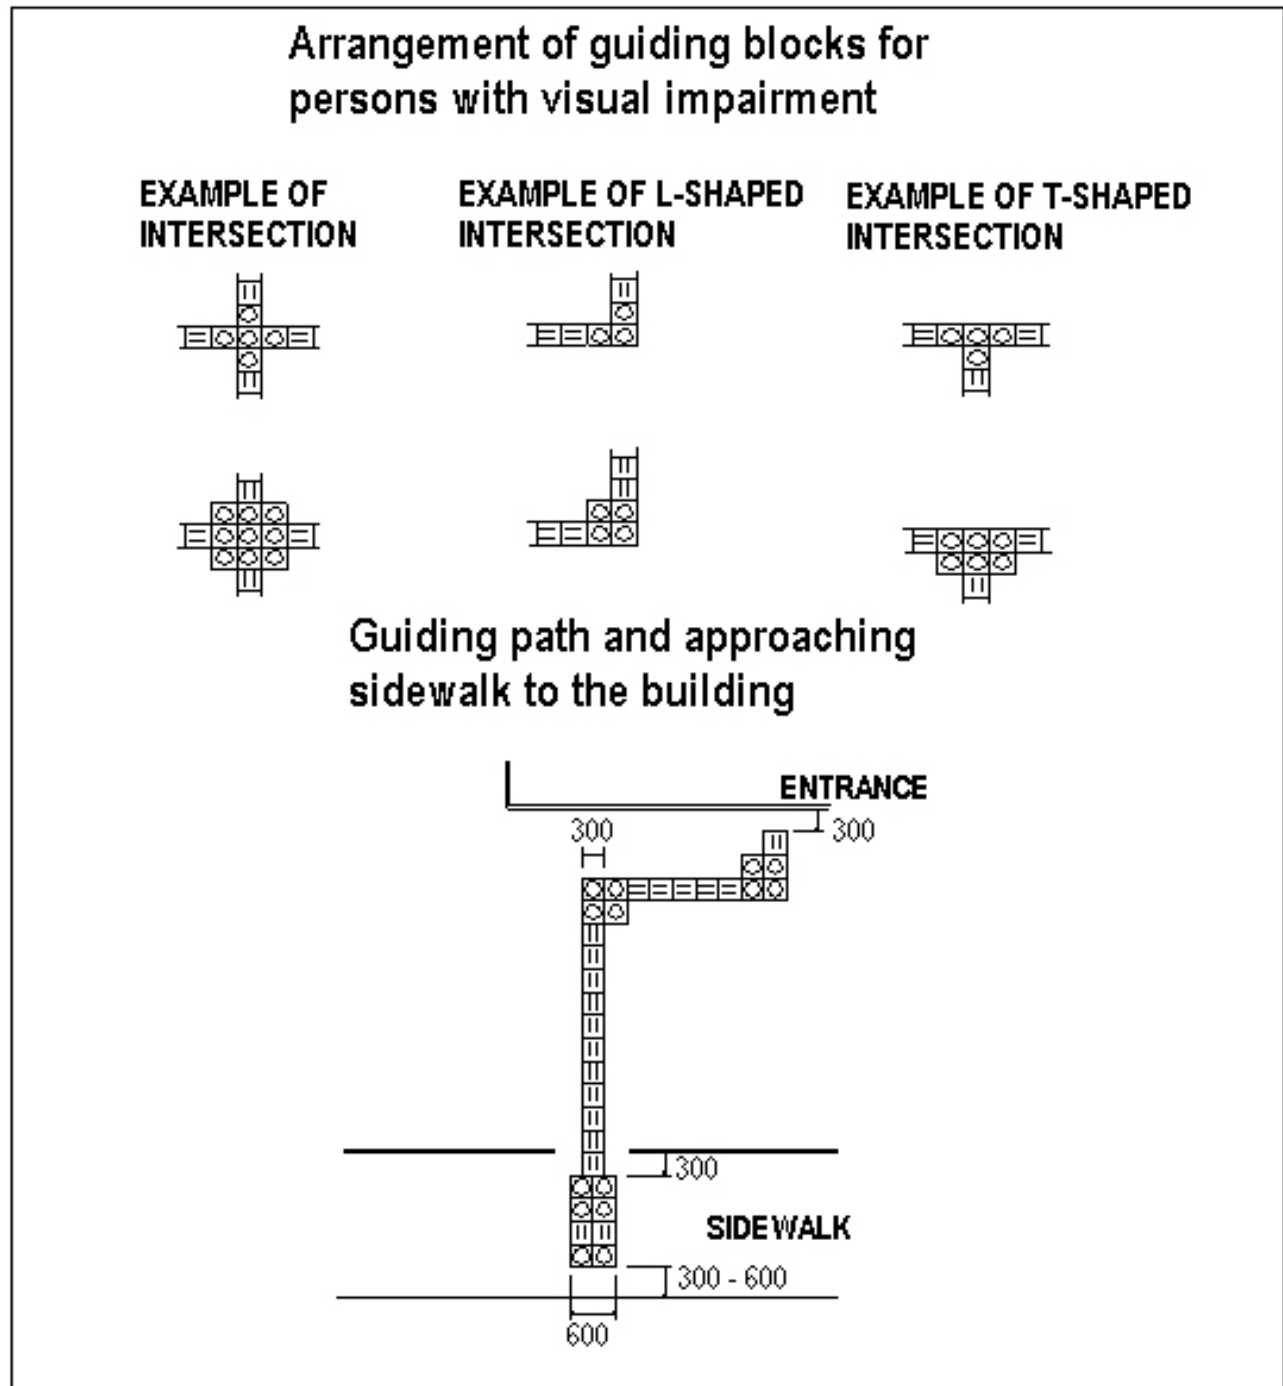 Arrangement of guiding blocks for
persons with visual impairment
EXAMPLE OF
INTERSECTION
EXAMPLE OF L-SHAPED
INTERSECTION
EXAMPLE OF T-SHAPED
INTERSECTION
Guiding path and approaching
sidewalk to the building
ENTRANCE
300
300
300
SIDEWALK
300 - 600
600